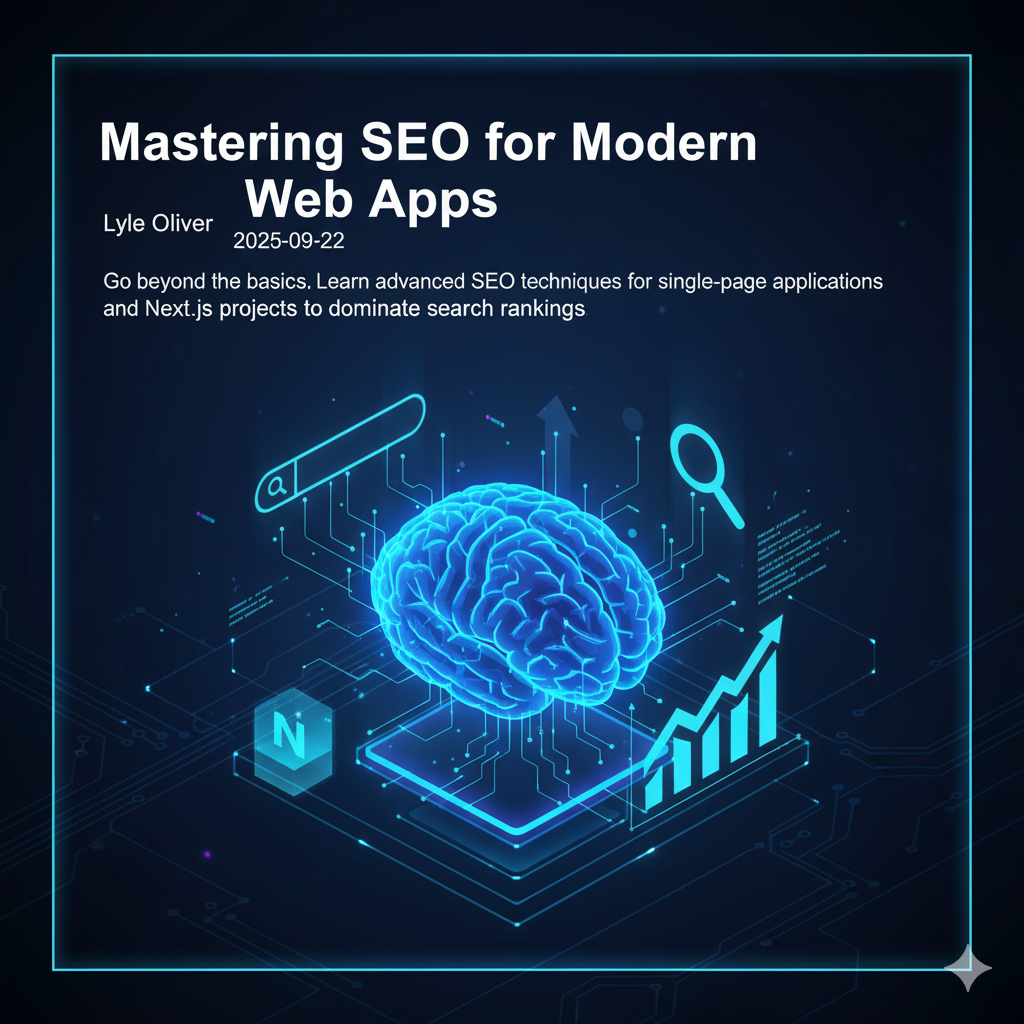 Mastering SEO for Modern
Web Apps
Lyle Oliver
2025-09-22
Go beyond the basics. Learn advanced SEO techniques for single-page applications
and Next.js projects to dominate search rankings
N